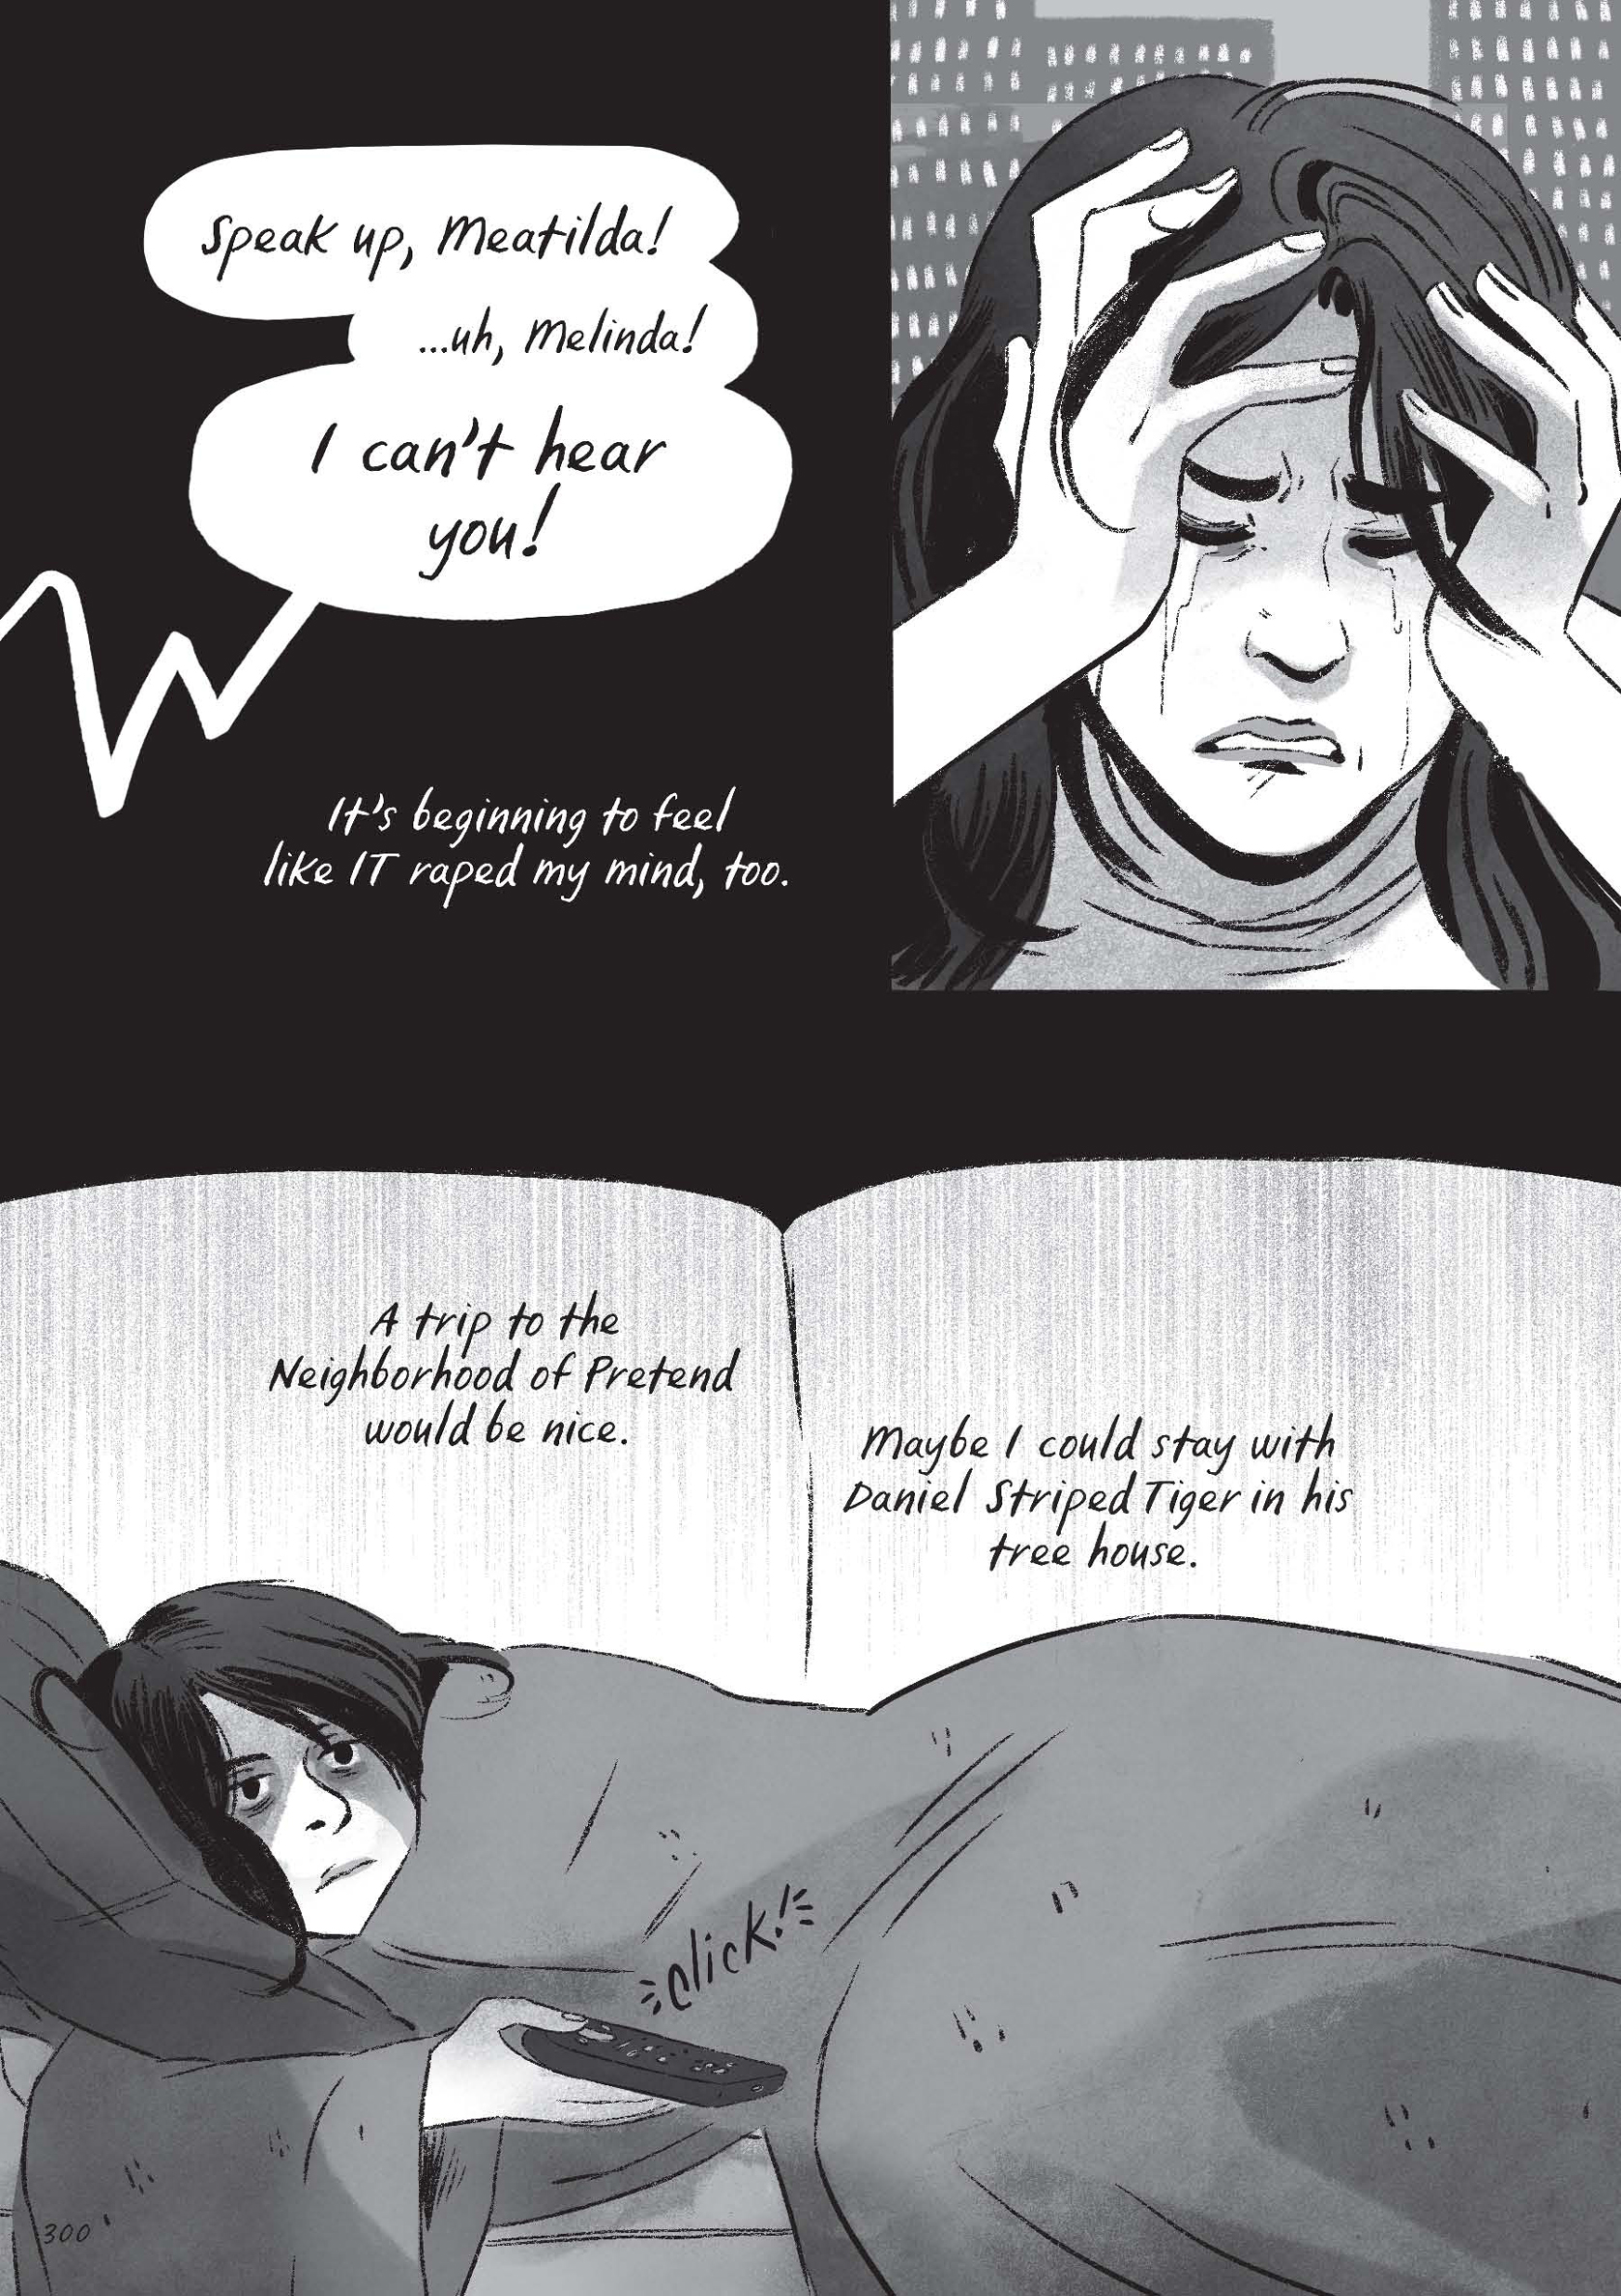 Speak up, Meatilda!
...uh, Melinda!
I can't hear
you!
It's beginning to feel
like IT raped my mind, too.
A trip to the
Neighborhood of Pretend
would be nice.
Maybe I could stay with
Daniel Striped Tiger in his
tree house.
click!
300